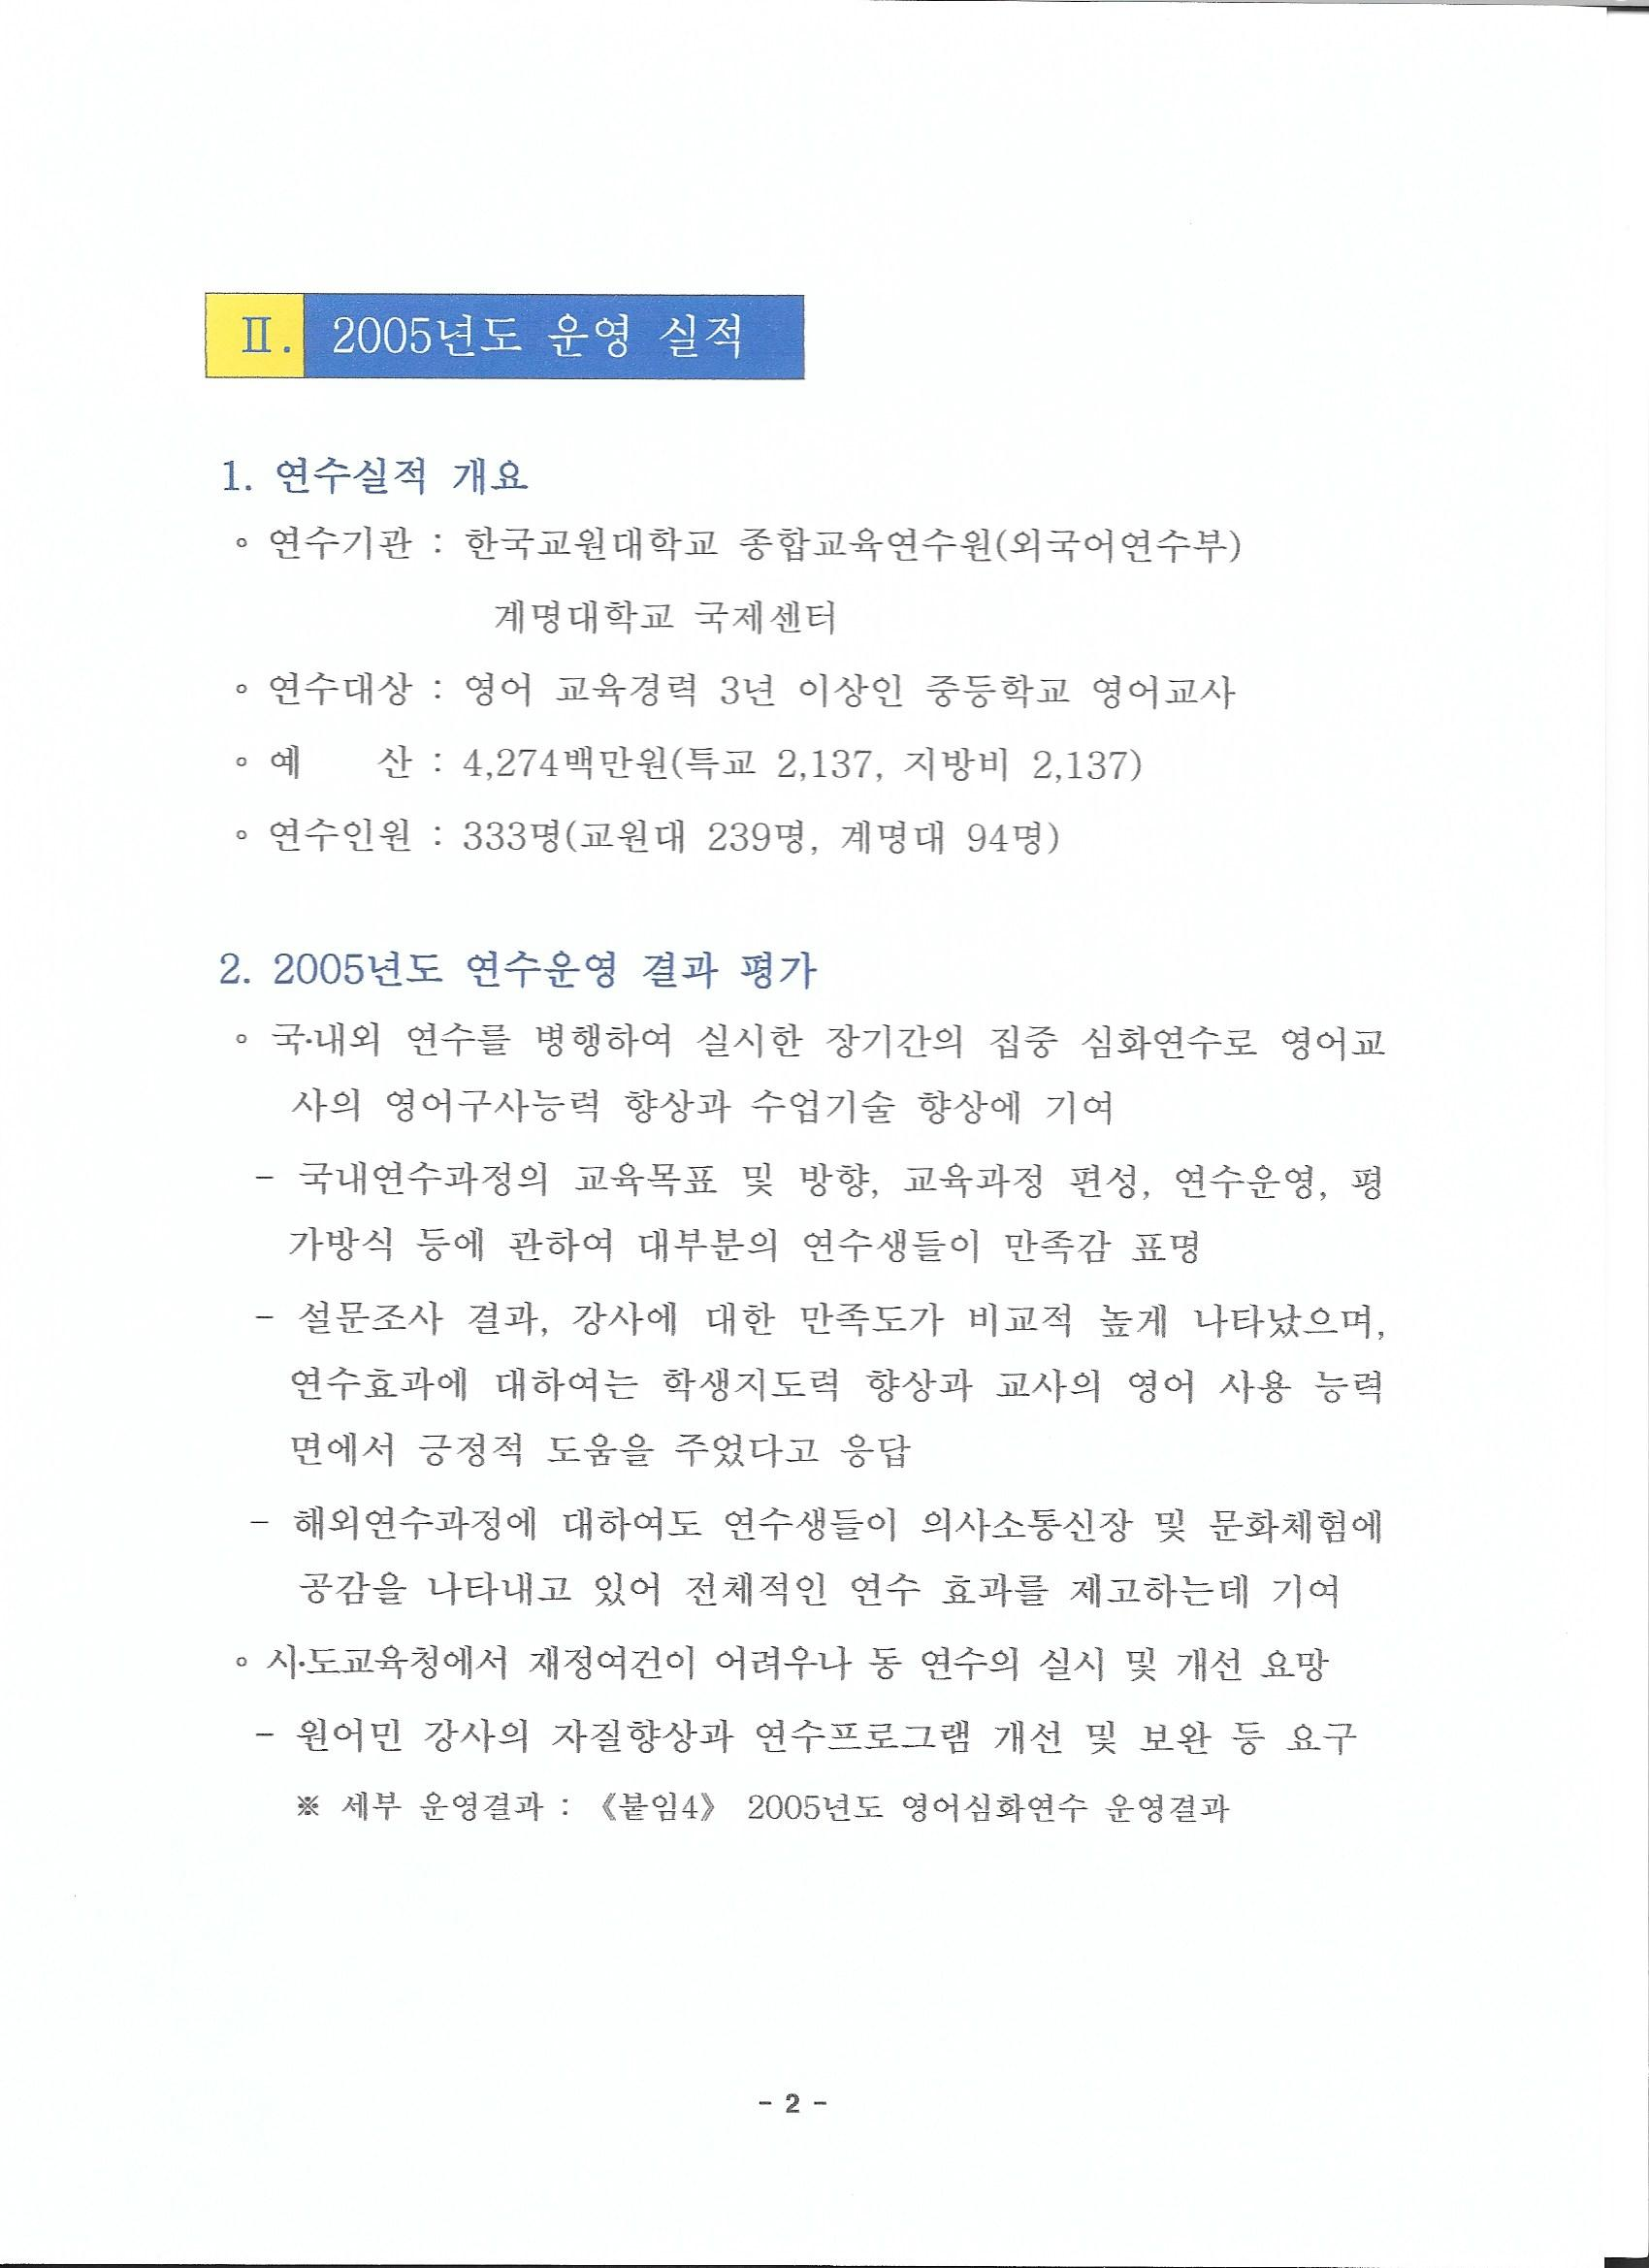 Ⅱ. 2005년도 운영 실적
1. 연수실적 개요
◦ 연수기관 : 한국교원대학교 종합교육연수원(외국어연수부)
계명대학교 국제센터
◦ 연수대상 : 영어 교육경력 3년 이상인 중등학교 영어교사
◦ 예 산 : 4,274백만원(특교 2,137, 지방비 2,137)
◦ 연수인원 : 333명(교원대 239명, 계명대 94명)
2. 2005년도 연수운영 결과 평가
◦ 국·내외 연수를 병행하여 실시한 장기간의 집중 심화연수로 영어교
사의 영어구사능력 향상과 수업기술 향상에 기여
- 국내연수과정의 교육목표 및 방향, 교육과정 편성, 연수운영, 평
가방식 등에 관하여 대부분의 연수생들이 만족감 표명
- 설문조사 결과, 강사에 대한 만족도가 비교적 높게 나타났으며,
연수효과에 대하여는 학생지도력 향상과 교사의 영어 사용 능력
면에서 긍정적 도움을 주었다고 응답
- 해외연수과정에 대하여도 연수생들이 의사소통신장 및 문화체험에
공감을 나타내고 있어 전체적인 연수 효과를 제고하는데 기여
◦ 시·도교육청에서 재정여건이 어려우나 동 연수의 실시 및 개선 요망
- 원어민 강사의 자질향상과 연수프로그램 개선 및 보완 등 요구
※ 세부 운영결과 : 《붙임4》 2005년도 영어심화연수 운영결과
- 2 -